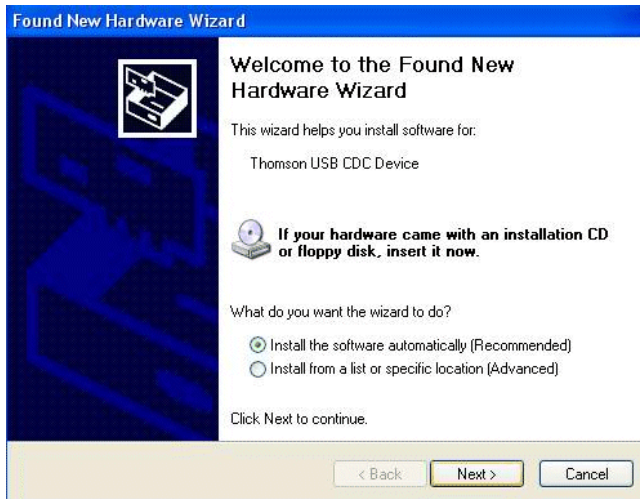 Found New Hardware Wizard
Welcome to the Found New
Hardware Wizard
This wizard helps you install software for:
Thomson USB CDC Device
If your hardware came with an installation CD
or floppy disk, insert it now.
What do you want the wizard to do?
Install the software automatically (Recommended)
Install from a list or specific location (Advanced)
Click Next to continue.
< Back Next > Cancel